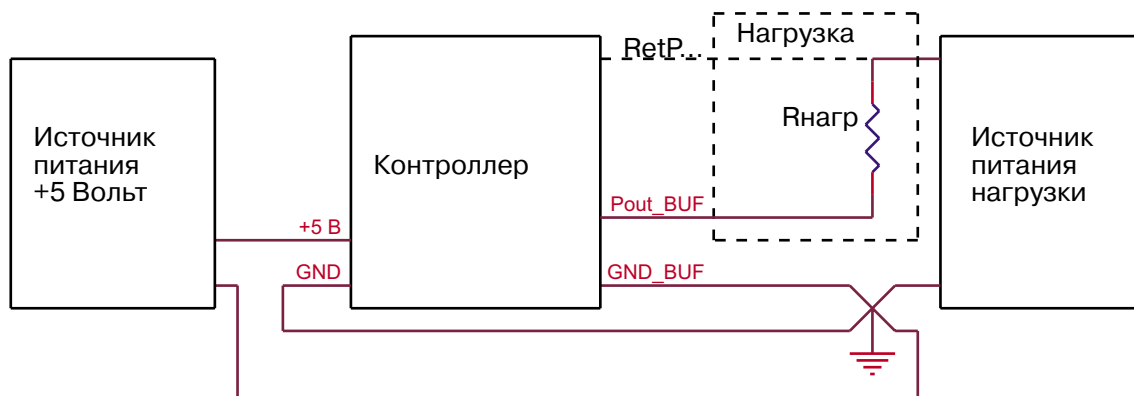 RetP...
Нагрузка
Источник
питания
+5 Вольт
Контроллер
Rнагр
Источник
питания
нагрузки
Pout_BUF
+5 В
GND
GND_BUF